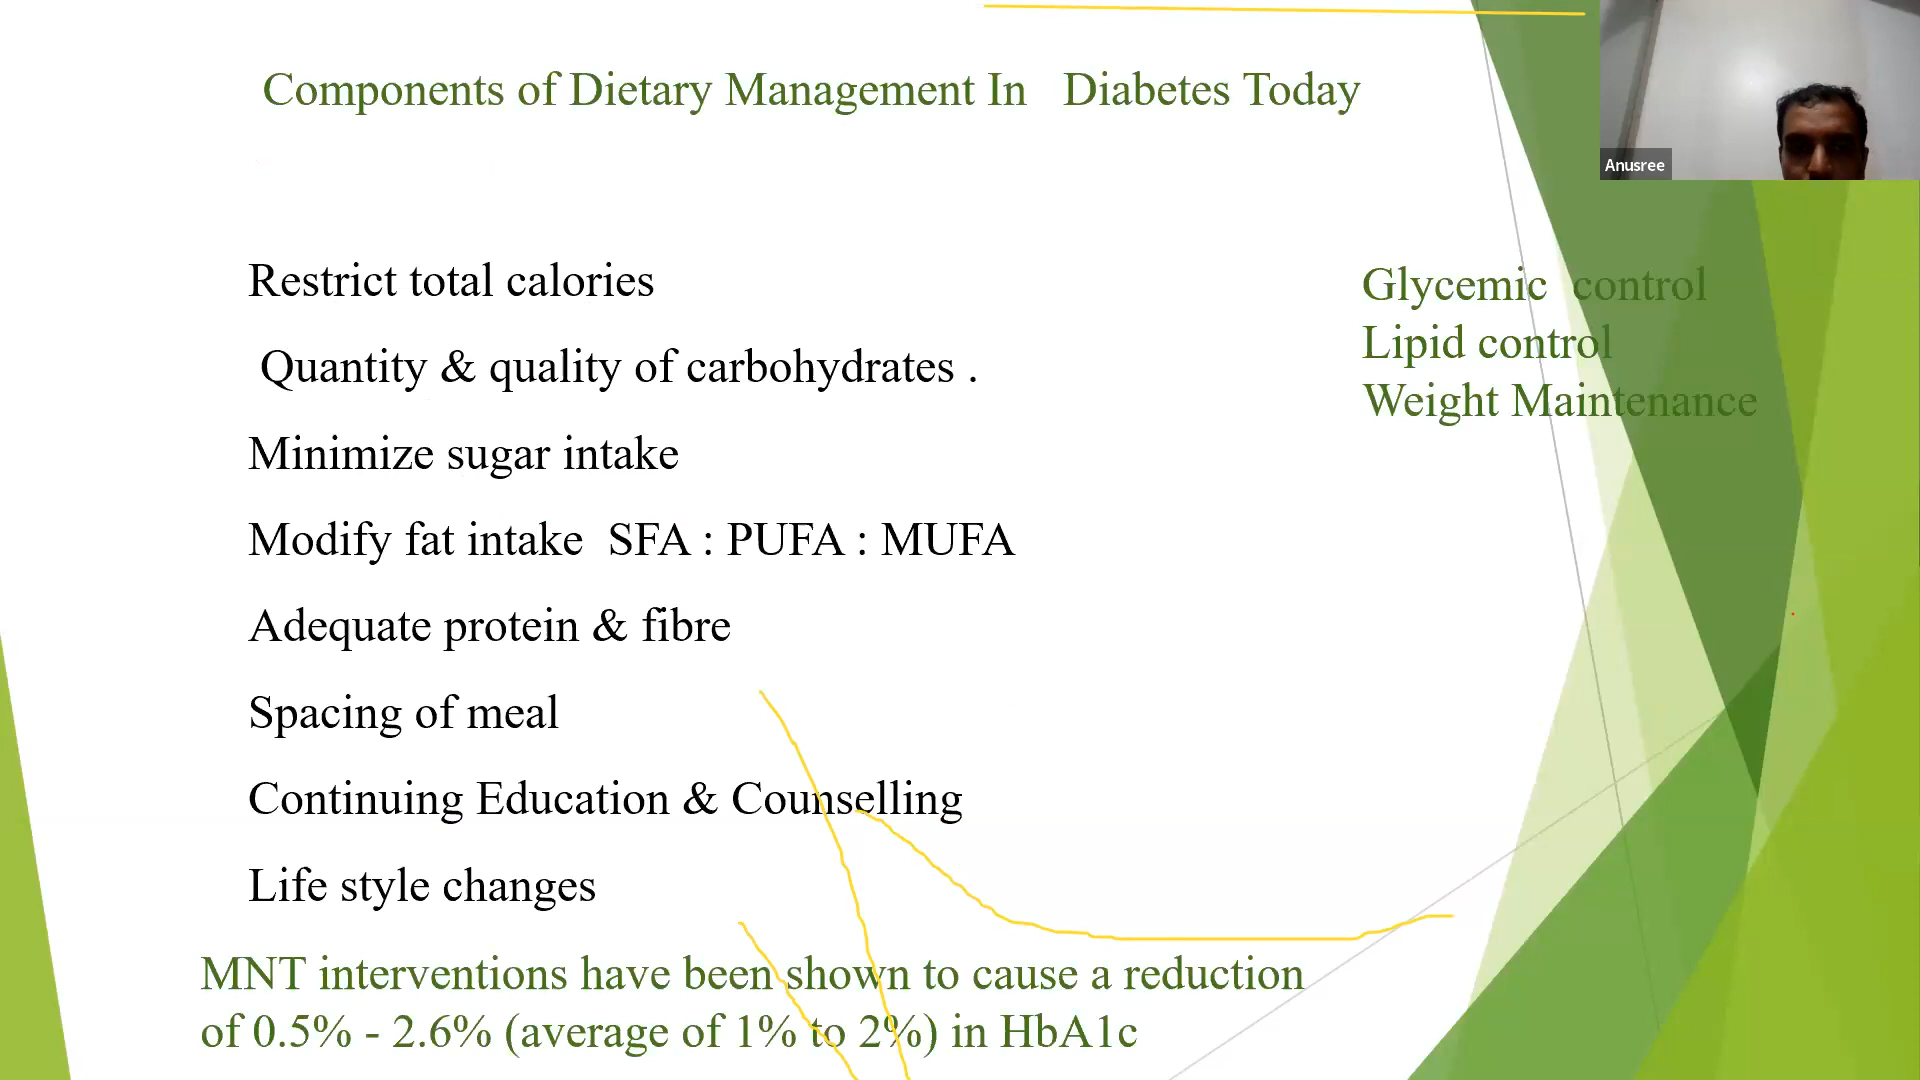 Components of Dietary Management In   Diabetes Today
Anusree
Restrict total calories
Quantity & quality of carbohydrates .
Minimize sugar intake
Modify fat intake  SFA : PUFA : MUFA
Adequate protein & fibre
Spacing of meal
Continuing Education & Counselling
Life style changes
Glycemic  control
Lipid control
Weight Maintenance
MNT interventions have been shown to cause a reduction
of 0.5% - 2.6% (average of 1% to 2%) in HbA1c